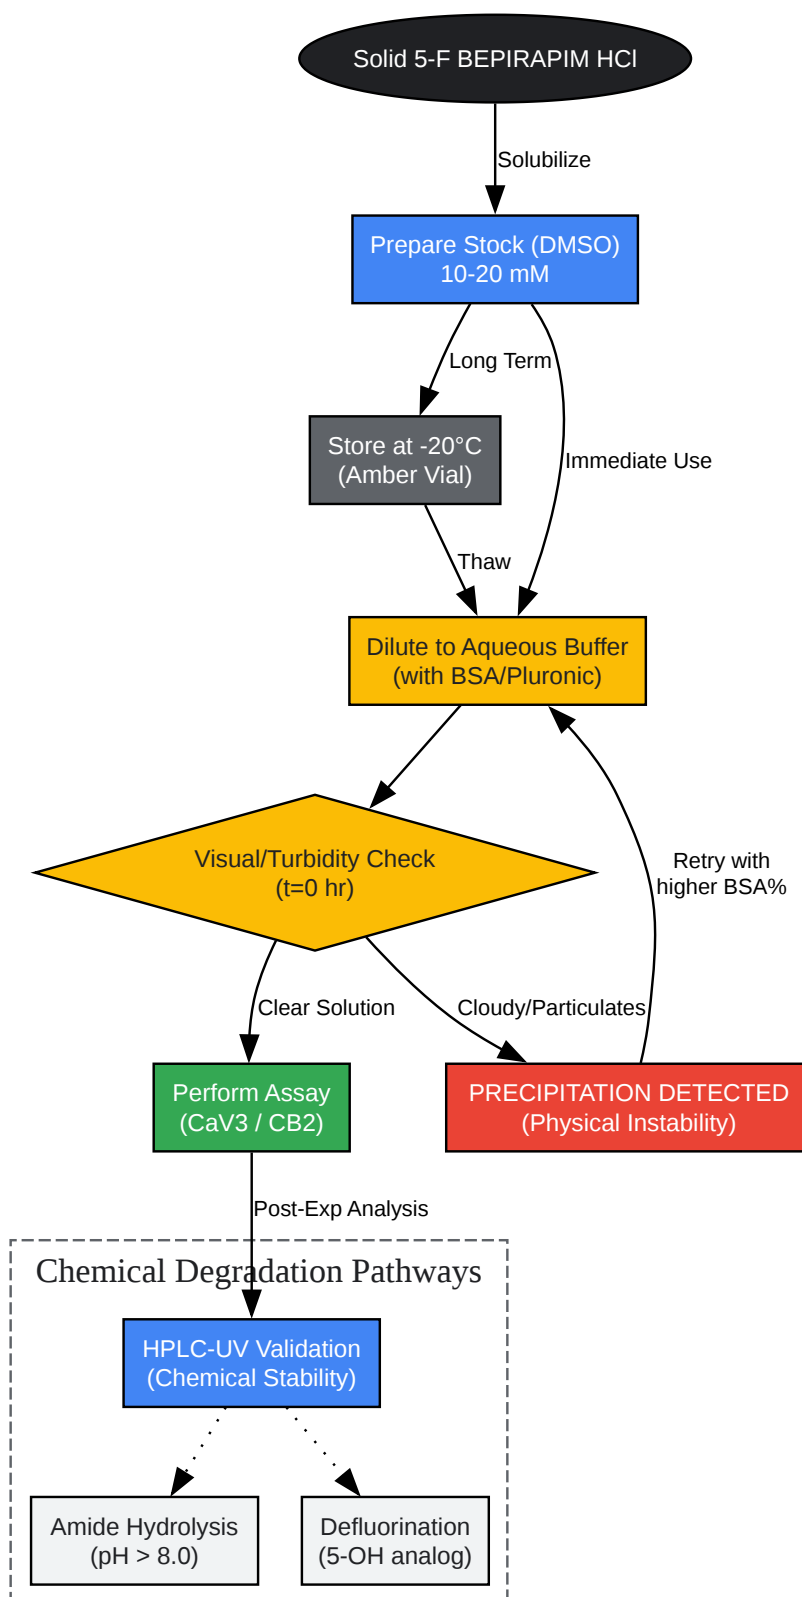 Solid 5-F BEPIRAPIM HCl
Solubilize
Prepare Stock (DMSO)
10-20 mM
Long Term
Store at -20°C
(Amber Vial)
Immediate Use
Thaw
Dilute to Aqueous Buffer
(with BSA/Pluronic)
Visual/Turbidity Check
(t=0 hr)
Retry with
higher BSA%
Clear Solution
Cloudy/Particulates
Perform Assay
(CaV3 / CB2)
PRECIPITATION DETECTED
(Physical Instability)
Post-Exp Analysis
Chemical Degradation Pathways
HPLC-UV Validation
(Chemical Stability)
Amide Hydrolysis
(pH > 8.0)
Defluorination
(5-OH analog)